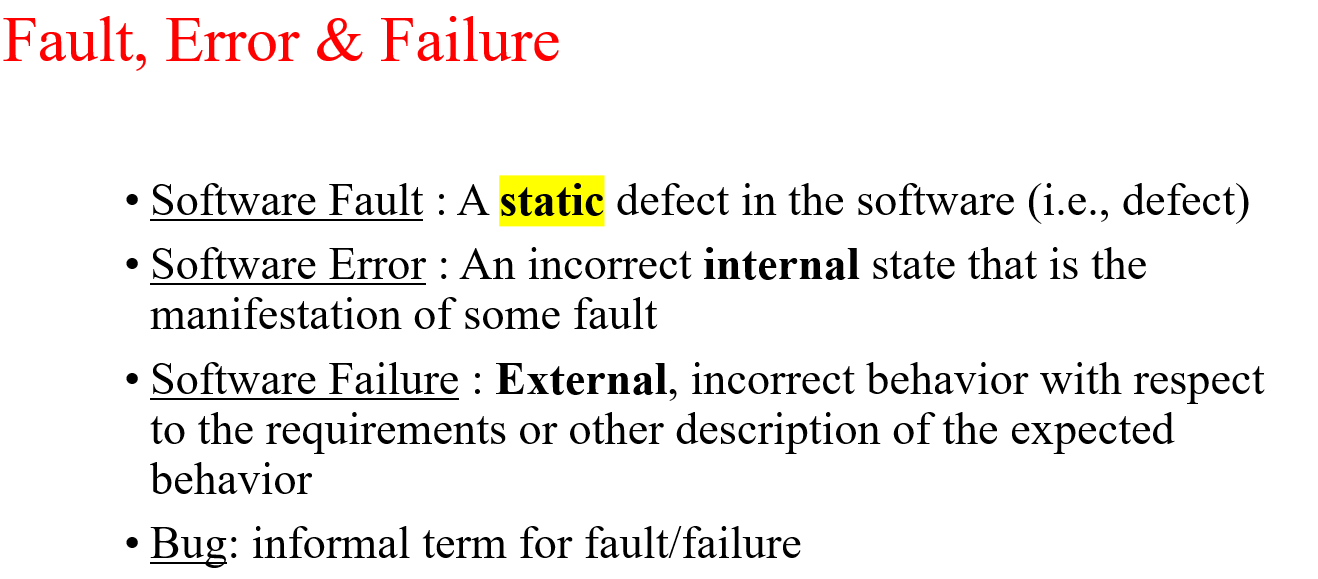 Fault, Error & Failure
• Software Fault : A static defect in the software (i.e., defect)
• Software Error : An incorrect internal state that is the
manifestation of some fault
• Software Failure : External, incorrect behavior with respect
to the requirements or other description of the expected
behavior
• Bug: informal term for fault/failure